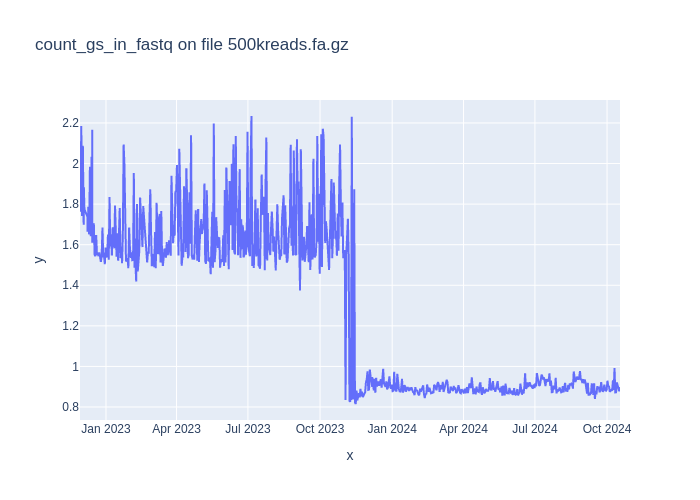 count_gs_in_fastq on file 500kreads.fa.gz
2.2
2
1.8
1.6
1.4
1.2
1
0.8
y
Jan 2023 Apr 2023 Jul 2023 Oct 2023 Jan 2024 Apr 2024 Jul 2024 Oct 2024
x